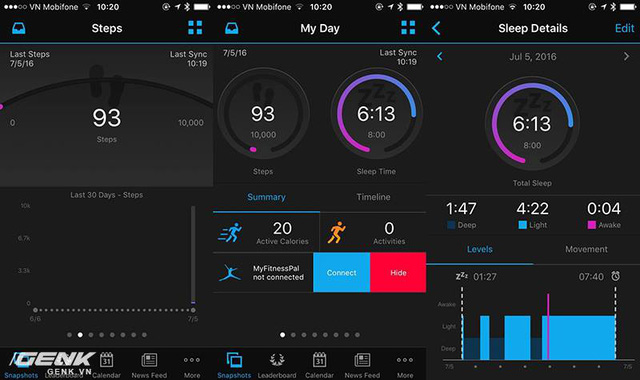 VN Mobifone 10:20
Steps
Last Steps
7/5/16
Last Sync
10:19
93
0
10,000
Steps
Last 30 Days - Steps
10k
6.7k
3.3k
0
6/6
7/5
GENK
GENK.VN
Snapshots Leaderboard Calendar News Feed More
31
VN Mobifone 10:20
My Day
7/5/16
Last Sync
10:19
93
10,000
Steps
6:13
8:00
Sleep Time
Summary Timeline
20
Active Calories
0
Activities
MyFitnessPal
not connected
Connect Hide
31
Snapshots Leaderboard Calendar News Feed More
VN Mobifone 10:20
Sleep Details Edit
Jul 5, 2016
zzz
6:13
8:00
Total Sleep
1:47 4:22 0:04
Deep Light Awake
Levels Movement
zzz 01:27 07:40
Awake
Light
Deep
7/5 7/5